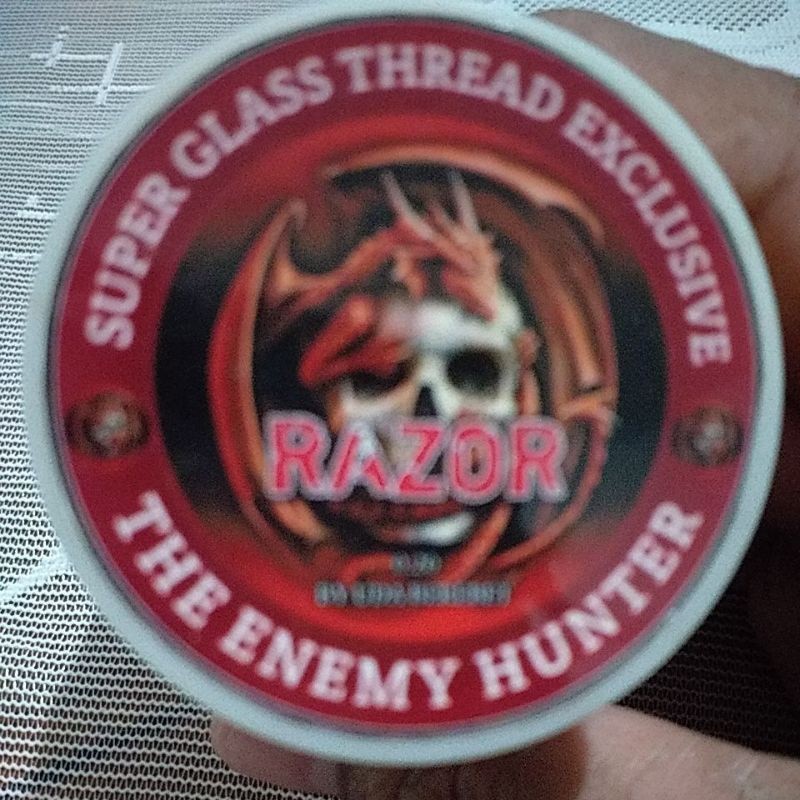 SUPER GLASS THREAD EXCLUSIVE
RAZOR
THE ENEMY HUNTER